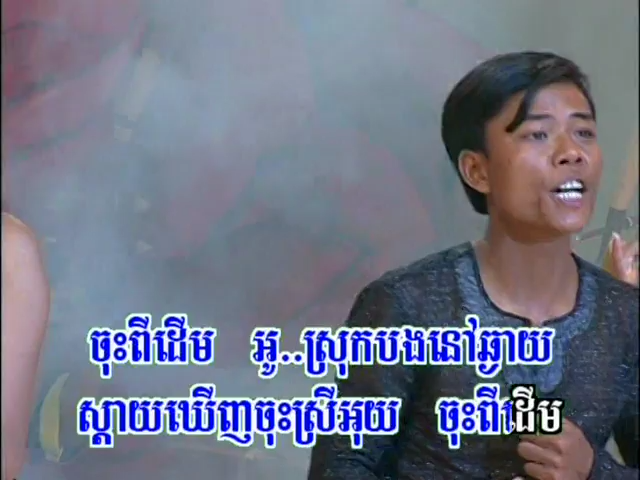 ចុះពីដើម អូ..ស្រុកបងនៅឆ្ងាយ
ស្ដាយឃើញចុះស្រីអុយ ចុះពីដើម